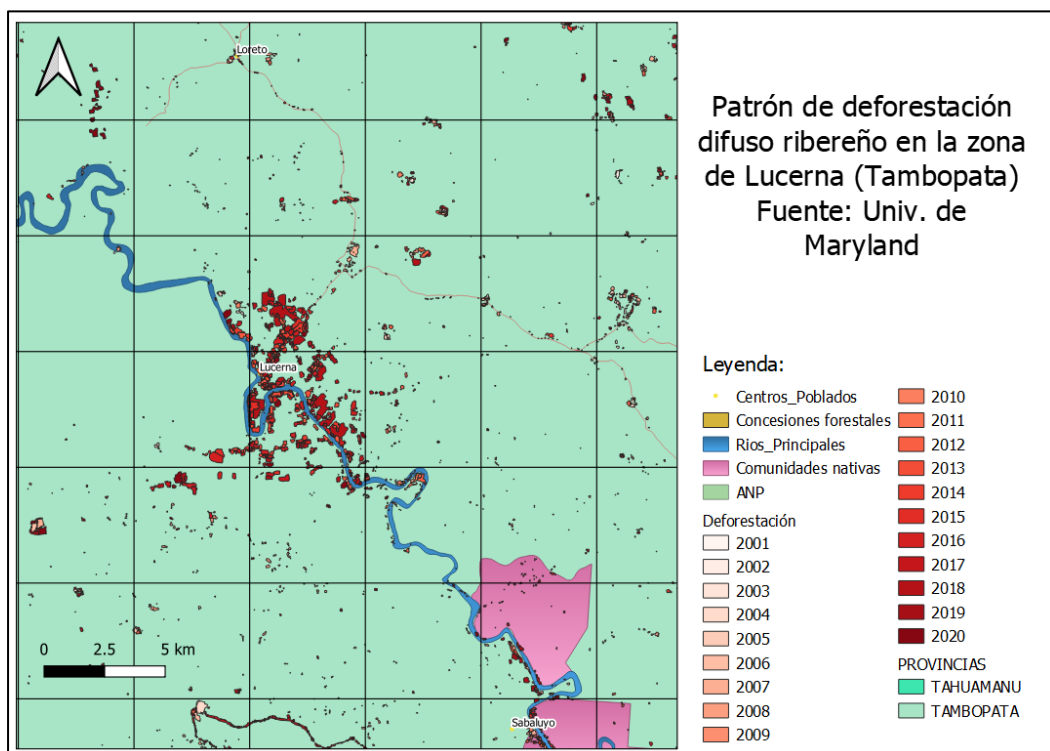 Loreto
Lucerna
Sabaluyo
0 2.5 5 km
Patrón de deforestación
difuso ribereño en la zona
de Lucerna (Tambopata)
Fuente: Univ. de
Maryland
Leyenda:
Centros_Poblados
Concesiones forestales
Rios_Principales
Comunidades nativas
ANP
Deforestación
2001
2002
2003
2004
2005
2006
2007
2008
2009
2010
2011
2012
2013
2014
2015
2016
2017
2018
2019
2020
PROVINCIAS
TAHUAMANU
TAMBOPATA